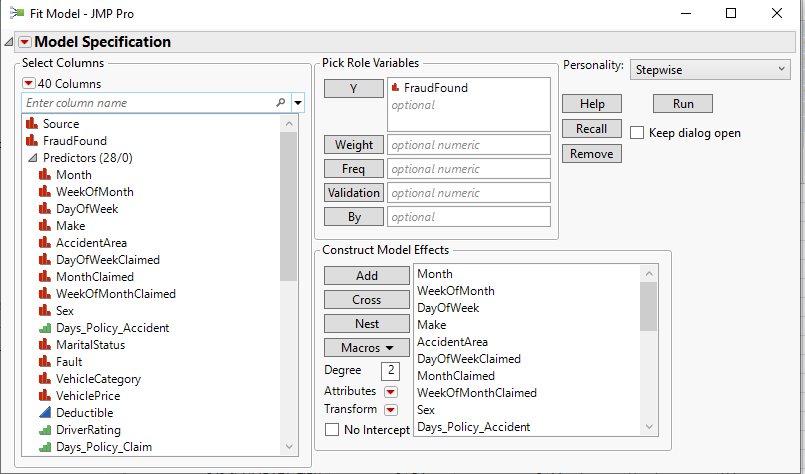 Fit Model - JMP Pro
Model Specification
Select Columns
40 Columns
Enter column name
Source
FraudFound
Predictors (28/0)
Month
WeekOfMonth
DayOfWeek
Make
AccidentArea
DayOfWeekClaimed
MonthClaimed
WeekOfMonthClaimed
Sex
Days_Policy_Accident
MaritalStatus
Fault
VehicleCategory
VehiclePrice
Deductible
DriverRating
Days_Policy_Claim
Pick Role Variables
Y
FraudFound
optional
Weight
optional numeric
Freq
optional numeric
Validation
optional numeric
By
optional
Personality:
Stepwise
Help
Run
Recall
Keep dialog open
Remove
Construct Model Effects
Add
Cross
Nest
Macros
Degree
2
Attributes
Transform
No Intercept
Month
WeekOfMonth
DayOfWeek
Make
AccidentArea
DayOfWeekClaimed
MonthClaimed
WeekOfMonthClaimed
Sex
Days_Policy_Accident